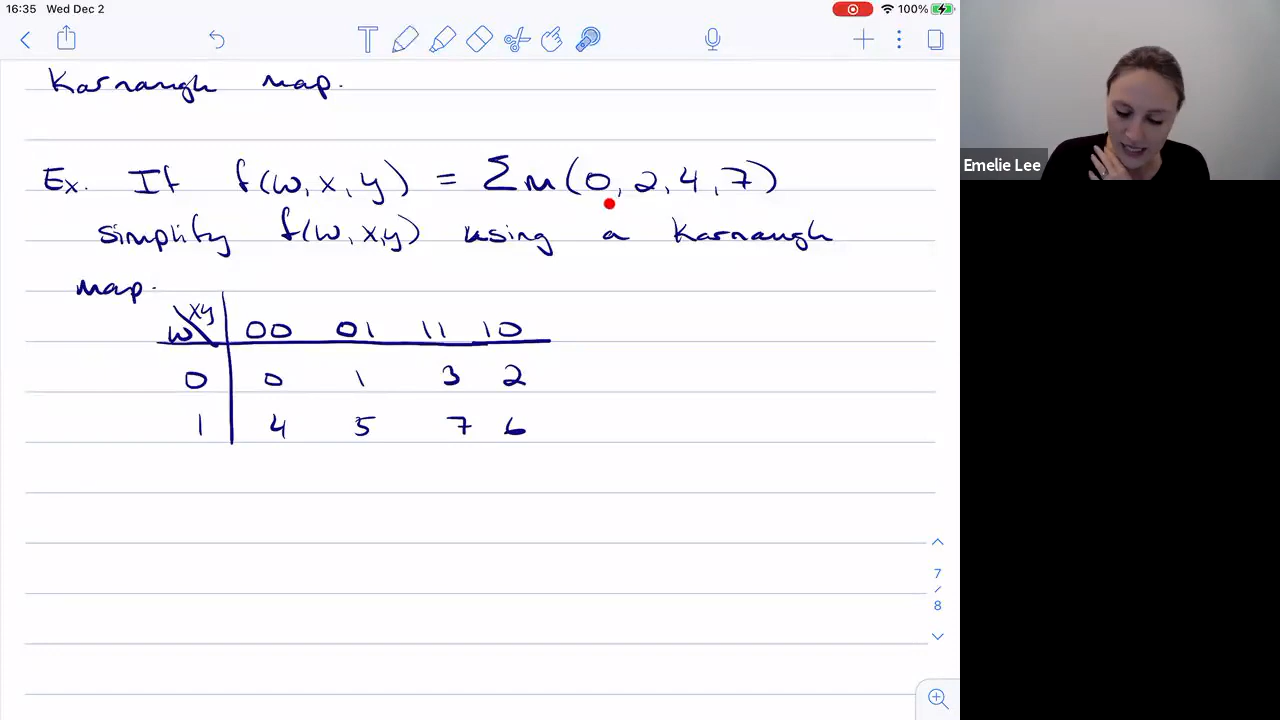 16:35 Wed Dec 2 100%
Karnaugh map.
Ex. If f(w,x,y) = Σm(0,2,4,7)
simplify f(w,x,y) using a Karnaugh
map.
w\xy 00 01 11 10
0 0 1 3 2
1 4 5 7 6
7/8
Emelie Lee